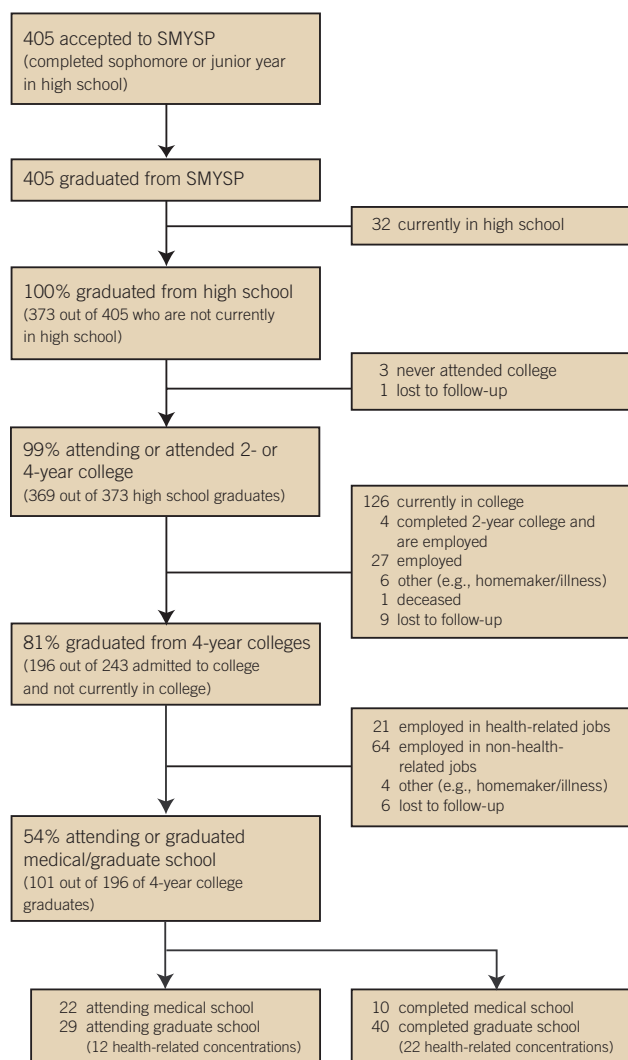 405 accepted to SMYSP
(completed sophomore or junior year
in high school)
405 graduated from SMYSP
32 currently in high school
100% graduated from high school
(373 out of 405 who are not currently
in high school)
3 never attended college
1 lost to follow-up
99% attending or attended 2- or
4-year college
(369 out of 373 high school graduates)
126 currently in college
4 completed 2-year college and
are employed
27 employed
6 other (e.g., homemaker/illness)
1 deceased
9 lost to follow-up
81% graduated from 4-year colleges
(196 out of 243 admitted to college
and not currently in college)
21 employed in health-related jobs
64 employed in non-health-
related jobs
4 other (e.g., homemaker/illness)
6 lost to follow-up
54% attending or graduated
medical/graduate school
(101 out of 196 of 4-year college
graduates)
22 attending medical school
29 attending graduate school
(12 health-related concentrations)
10 completed medical school
40 completed graduate school
(22 health-related concentrations)